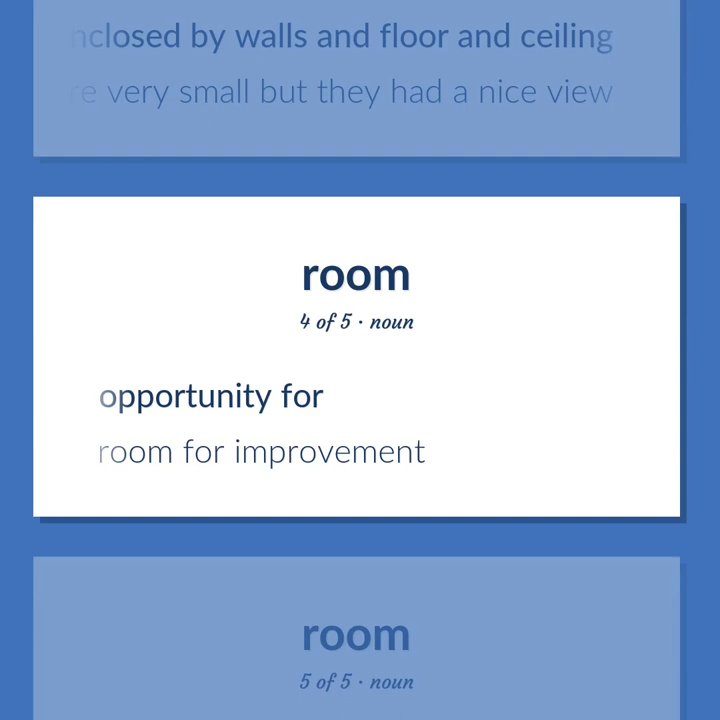 nclosed by walls and floor and ceiling
re very small but they had a nice view
room
4 of 5 · noun
opportunity for
room for improvement
room
5 of 5 · noun